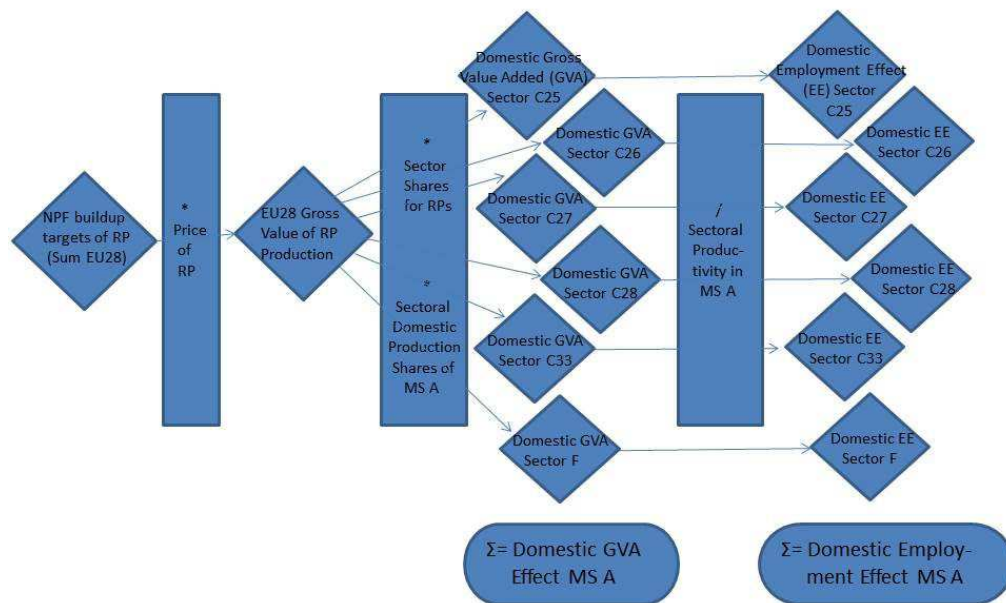 NPF buildup
targets of RP
(Sum EU28)
*
Price
of
RP
EU28 Gross
Value of RP
Production
*
Sector
Shares
for RPs
*
Sectoral
Domestic
Production
Shares of
MS A
Domestic Gross
Value Added (GVA)
Sector C25
Domestic GVA
Sector C26
Domestic GVA
Sector C27
Domestic GVA
Sector C28
Domestic GVA
Sector C33
Domestic GVA
Sector F
/
Sectoral
Produc-
tivity in
MS A
Domestic
Employment Effect
(EE) Sector
C25
Domestic EE
Sector
C26
Domestic EE
Sector
C27
Domestic EE
Sector
C28
Domestic EE
Sector C33
Domestic EE
Sector F
Σ= Domestic GVA
Effect MS A
Σ= Domestic Employ-
ment Effect MS A